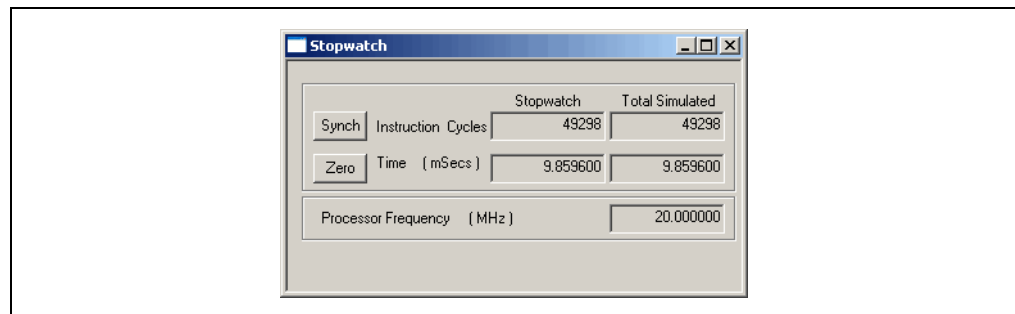 Stopwatch
Stopwatch Total Simulated
Synch Instruction Cycles 49298 49298
Zero Time ( mSecs ) 9.859600 9.859600
Processor Frequency ( MHz ) 20.000000